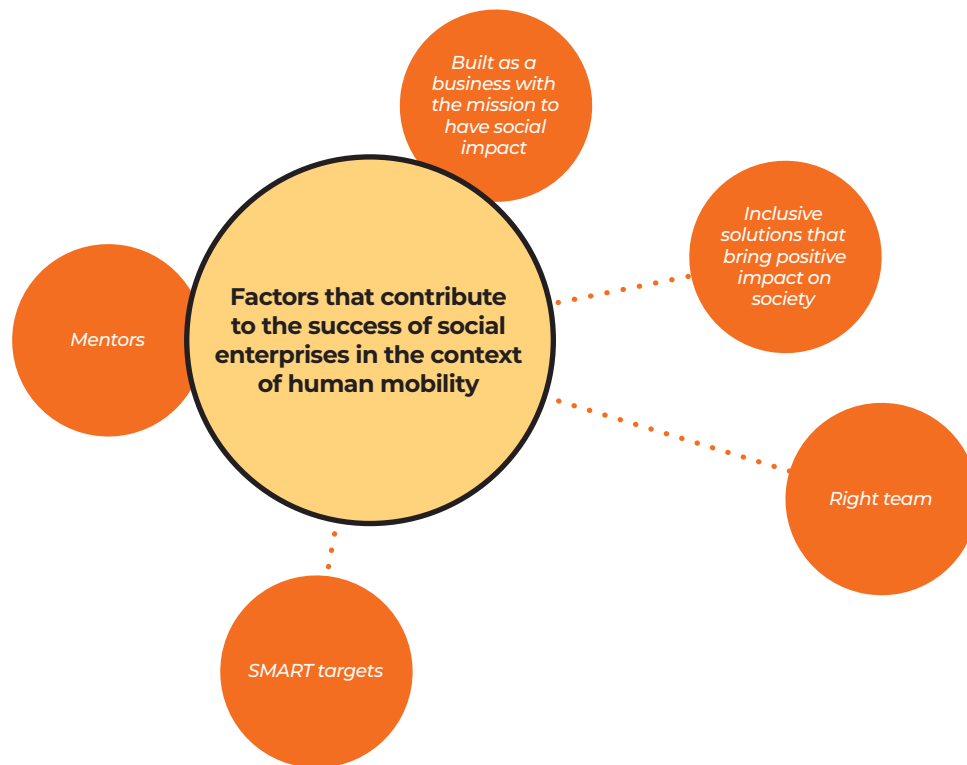 Built as a
business with
the mission to
have social
impact
Inclusive
solutions that
bring positive
impact on
society
Factors that contribute
to the success of social
enterprises in the context
of human mobility
Mentors
Right team
SMART targets